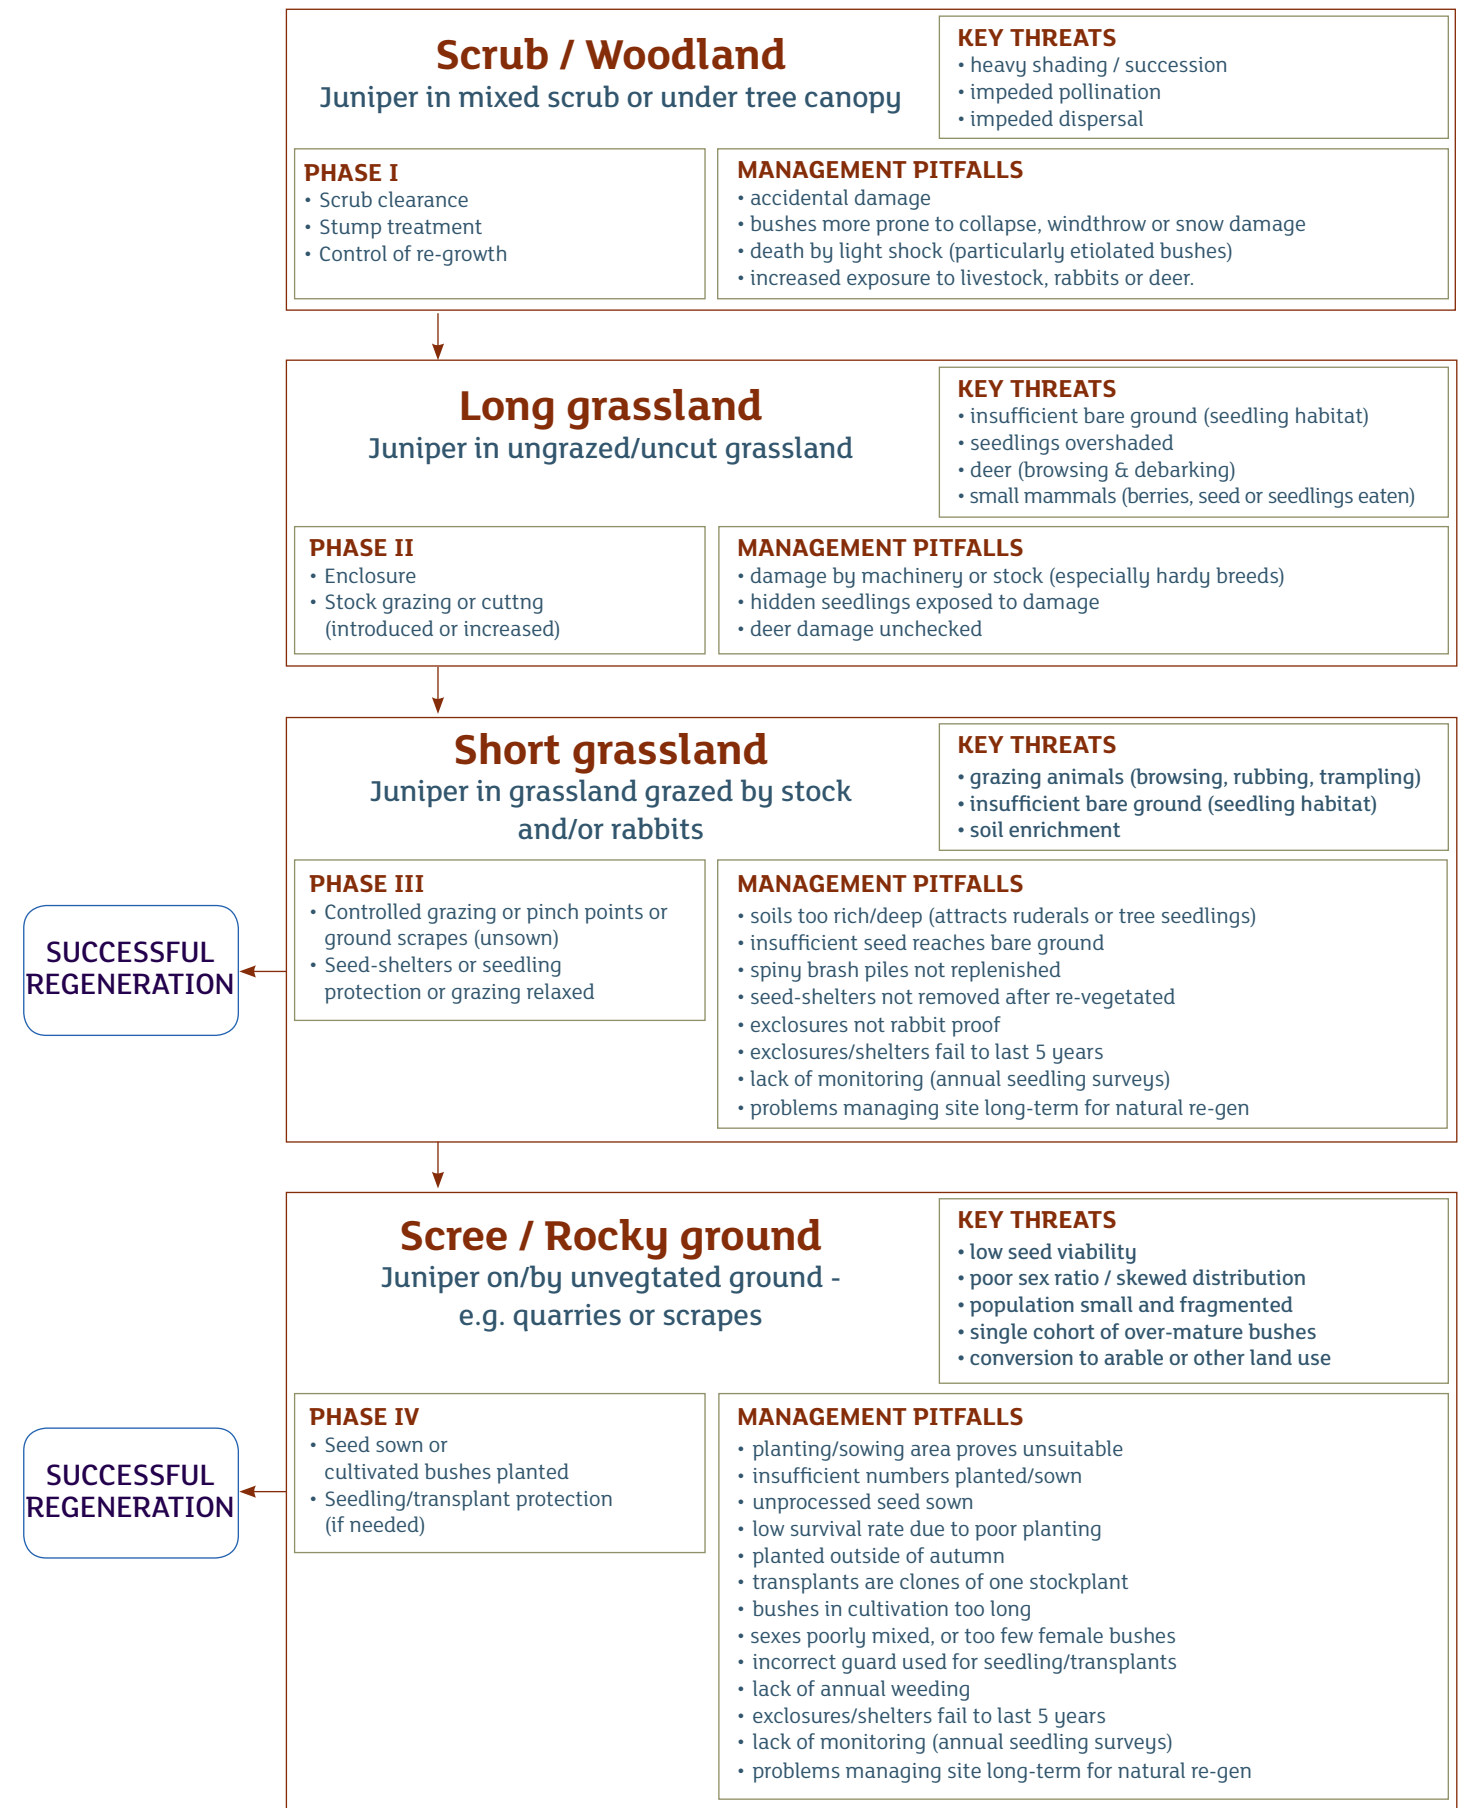 Scrub / Woodland
Juniper in mixed scrub or under tree canopy
KEY THREATS
• heavy shading / succession
• impeded pollination
• impeded dispersal
PHASE I
• Scrub clearance
• Stump treatment
• Control of re-growth
MANAGEMENT PITFALLS
• accidental damage
• bushes more prone to collapse, windthrow or snow damage
• death by light shock (particularly etiolated bushes)
• increased exposure to livestock, rabbits or deer.
Long grassland
Juniper in ungrazed/uncut grassland
KEY THREATS
• insufficient bare ground (seedling habitat)
• seedlings overshaded
• deer (browsing & debarking)
• small mammals (berries, seed or seedlings eaten)
PHASE II
• Enclosure
• Stock grazing or cuttng
(introduced or increased)
MANAGEMENT PITFALLS
• damage by machinery or stock (especially hardy breeds)
• hidden seedlings exposed to damage
• deer damage unchecked
Short grassland
Juniper in grassland grazed by stock
and/or rabbits
KEY THREATS
• grazing animals (browsing, rubbing, trampling)
• insufficient bare ground (seedling habitat)
• soil enrichment
PHASE III
• Controlled grazing or pinch points or
ground scrapes (unsown)
• Seed-shelters or seedling
protection or grazing relaxed
MANAGEMENT PITFALLS
• soils too rich/deep (attracts ruderals or tree seedlings)
• insufficient seed reaches bare ground
• spiny brash piles not replenished
• seed-shelters not removed after re-vegetated
• exclosures not rabbit proof
• exclosures/shelters fail to last 5 years
• lack of monitoring (annual seedling surveys)
• problems managing site long-term for natural re-gen
SUCCESSFUL
REGENERATION
Scree / Rocky ground
Juniper on/by unvegtated ground -
e.g. quarries or scrapes
KEY THREATS
• low seed viability
• poor sex ratio / skewed distribution
• population small and fragmented
• single cohort of over-mature bushes
• conversion to arable or other land use
PHASE IV
• Seed sown or
cultivated bushes planted
• Seedling/transplant protection
(if needed)
MANAGEMENT PITFALLS
• planting/sowing area proves unsuitable
• insufficient numbers planted/sown
• unprocessed seed sown
• low survival rate due to poor planting
• planted outside of autumn
• transplants are clones of one stockplant
• bushes in cultivation too long
• sexes poorly mixed, or too few female bushes
• incorrect guard used for seedling/transplants
• lack of annual weeding
• exclosures/shelters fail to last 5 years
• lack of monitoring (annual seedling surveys)
• problems managing site long-term for natural re-gen
SUCCESSFUL
REGENERATION